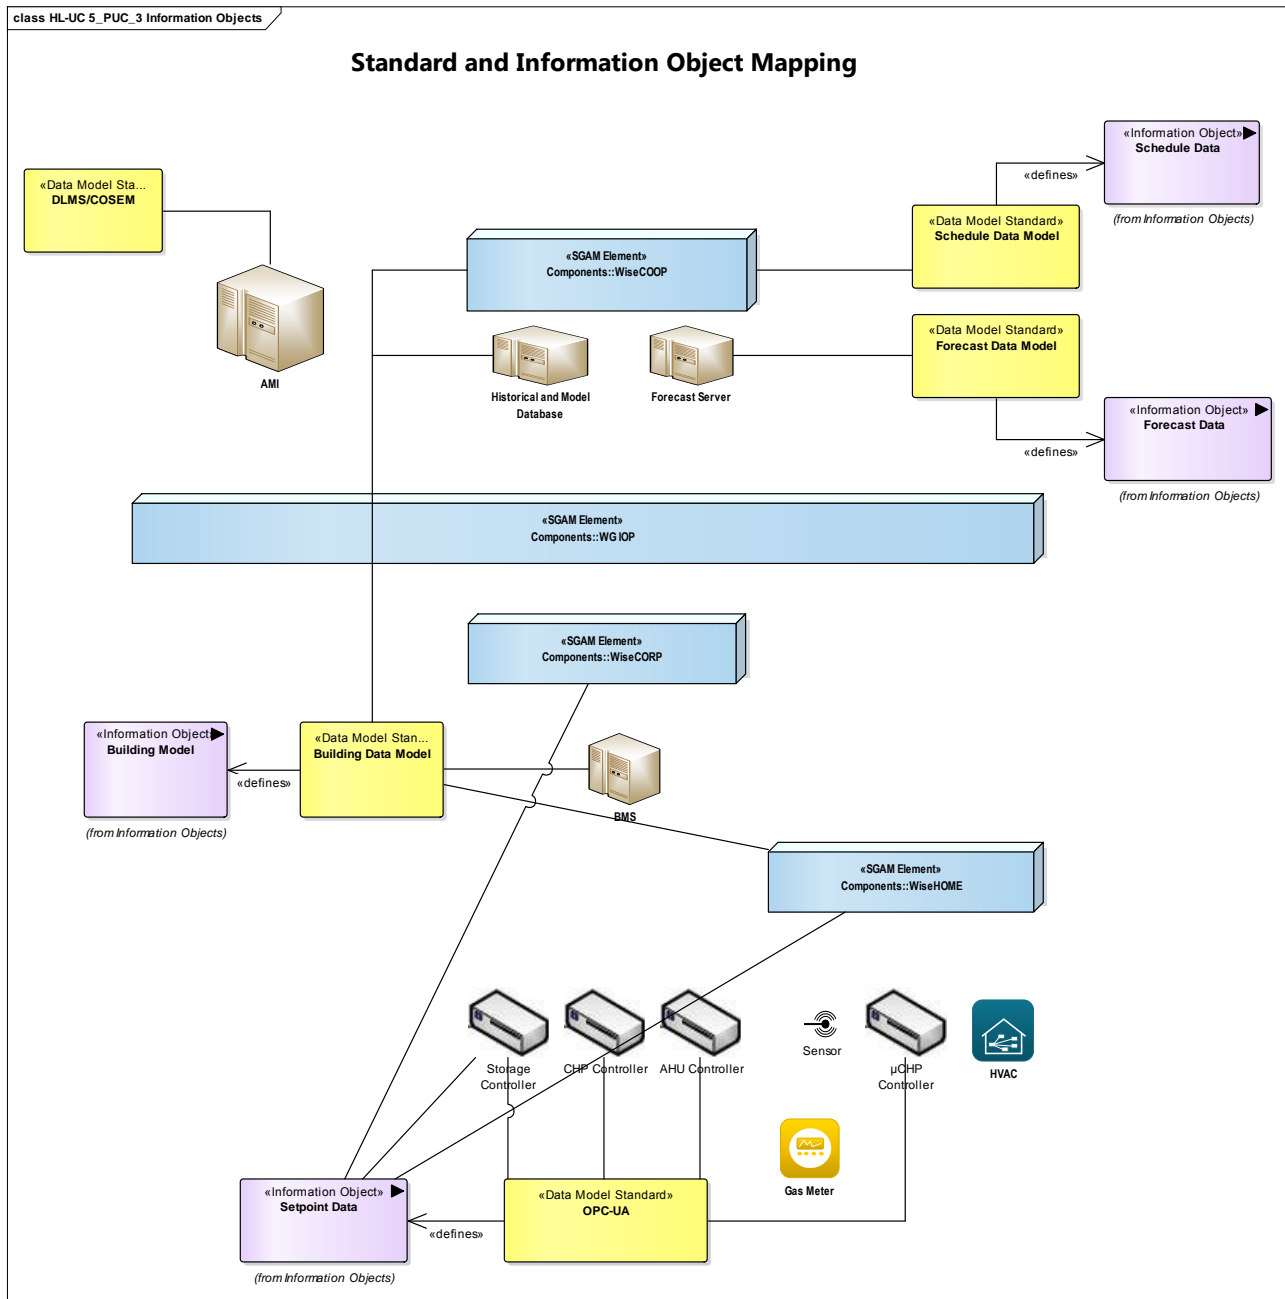 class HL-UC 5_PUC_3 Information Objects
Standard and Information Object Mapping
«Information Object»
Schedule Data
«defines»
(from Information Objects)
«Data Model Sta...
DLMS/COSEM
«Data Model Standard»
Schedule Data Model
«SGAM Element»
Components::WiseCOOP
AMI
«Data Model Standard»
Forecast Data Model
Historical and Model
Database
Forecast Server
«Information Object»
Forecast Data
«defines»
(from Information Objects)
«SGAM Element»
Components::WG IOP
«SGAM Element»
Components::WiseCORP
«Information Object»
Building Model
«defines»
(from Information Objects)
«Data Model Stan...
Building Data Model
BMS
«SGAM Element»
Components::WiseHOME
Storage
Controller
CHP Controller
AHU Controller
Sensor
µCHP
Controller
HVAC
Gas Meter
«Information Object»
Setpoint Data
«defines»
(from Information Objects)
«Data Model Standard»
OPC-UA